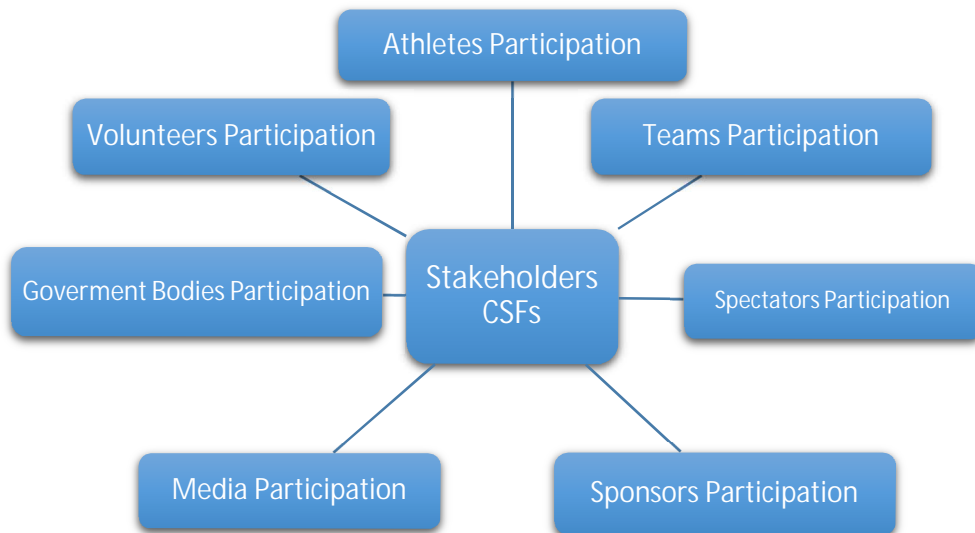 Athletes Participation
Volunteers Participation
Teams Participation
Goverment Bodies Participation
Stakeholders
CSFs
Spectators Participation
Media Participation
Sponsors Participation